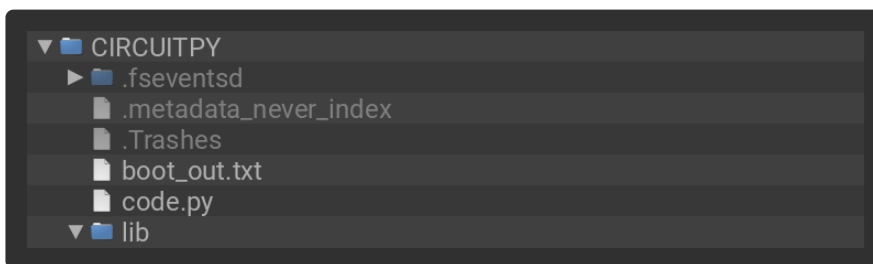 CIRCUITPY
.fseventsd
.metadata_never_index
.Trashes
boot_out.txt
code.py
lib